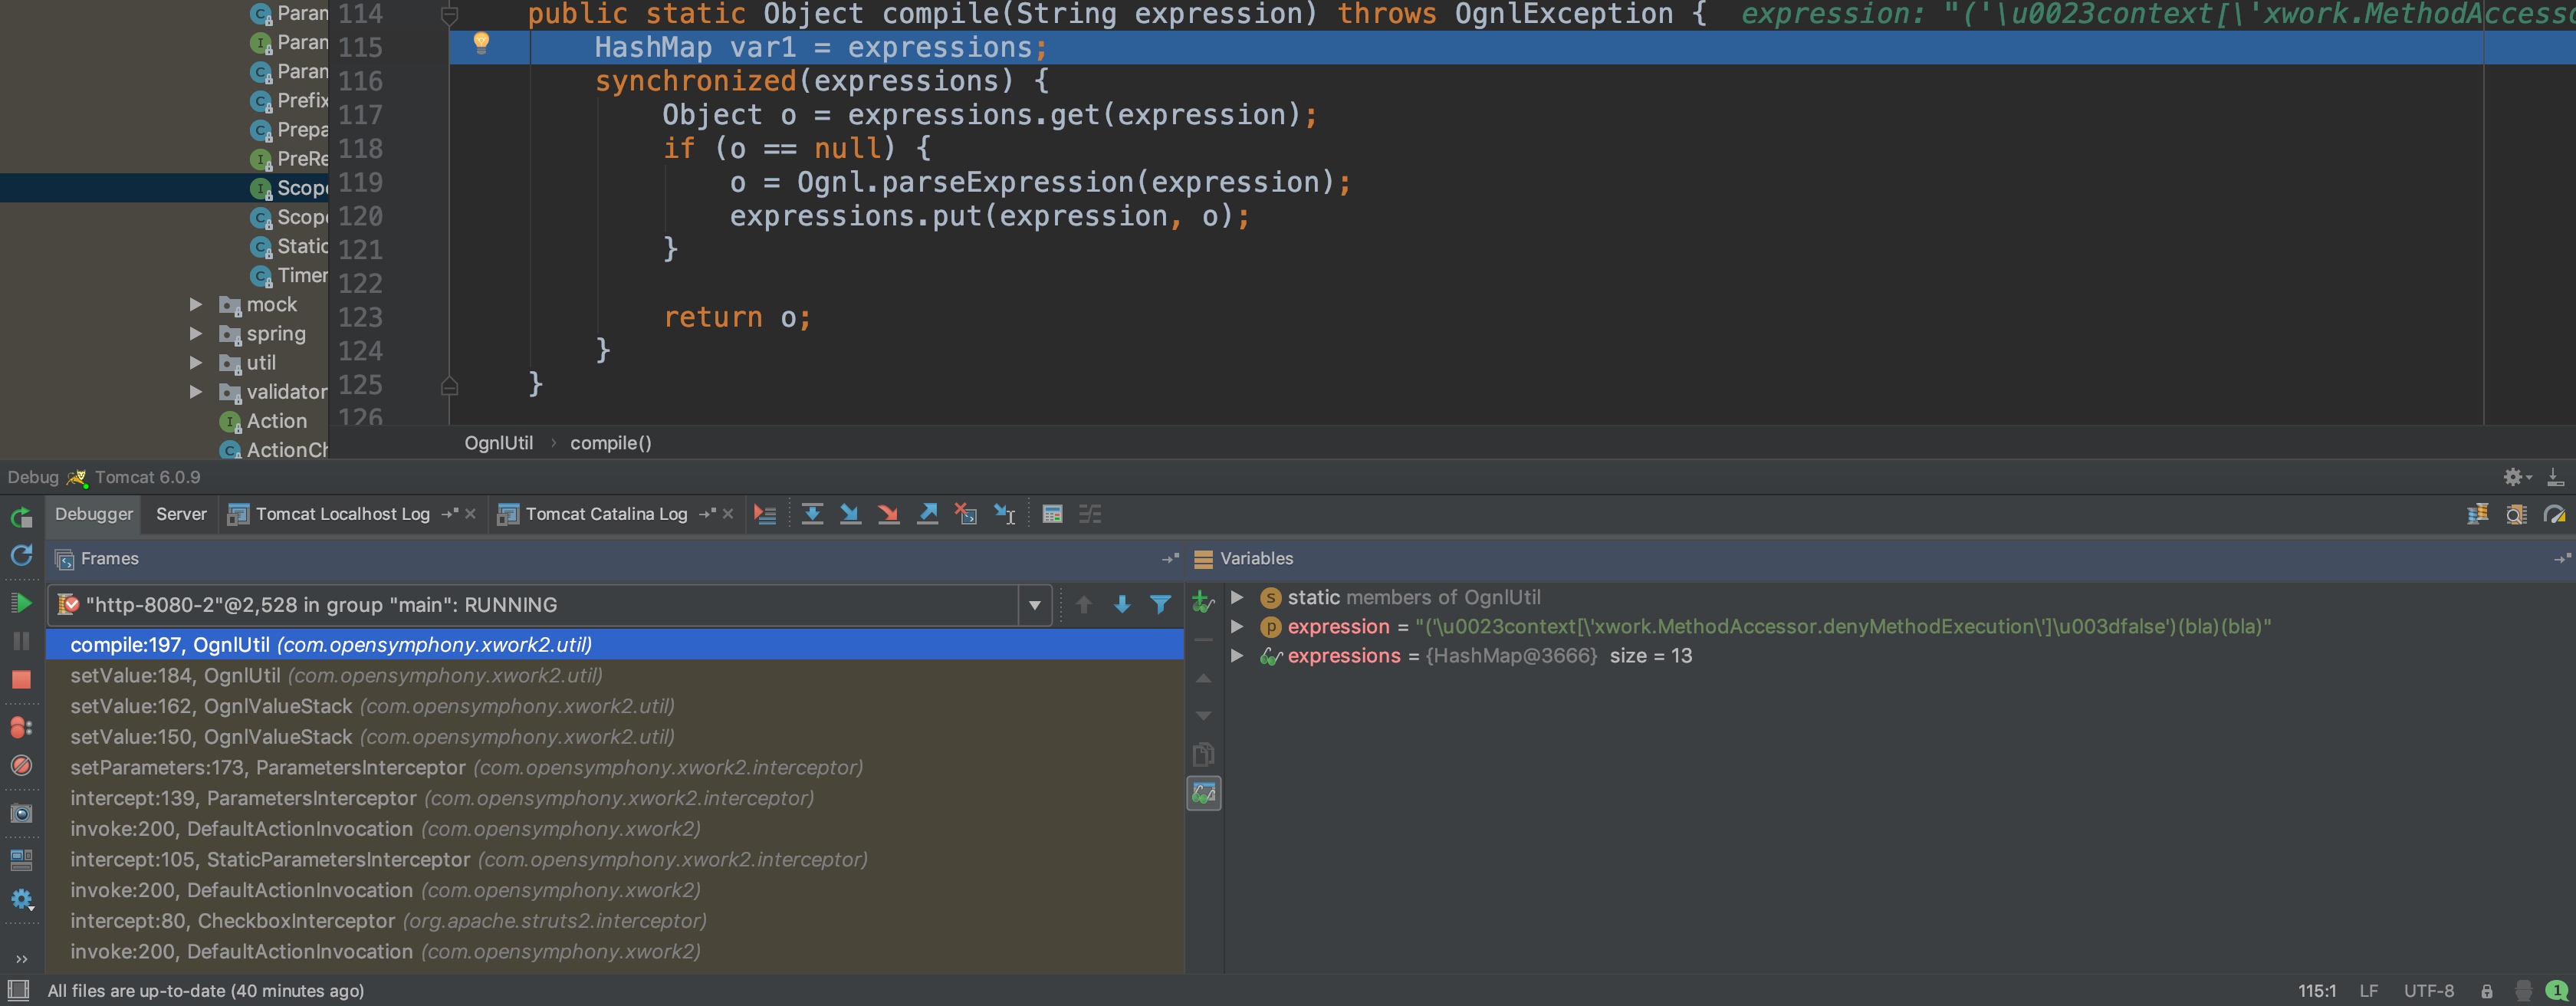 Param
Param
Param
Prefix
Prepa
PreRe
Scope
Scope
Static
Timer
mock
spring
util
validator
Action
ActionCh
114 public static Object compile(String expression) throws OgnlException { expression: "('\u0023context[\'xwork.MethodAccesso
115 HashMap var1 = expressions;
116 synchronized(expressions) {
117 Object o = expressions.get(expression);
118 if (o == null) {
119 o = Ognl.parseExpression(expression);
120 expressions.put(expression, o);
121 }
122
123 return o;
124 }
125 }
126
OgnlUtil › compile()
Debug Tomcat 6.0.9
Debugger Server Tomcat Localhost Log Tomcat Catalina Log
Frames
"http-8080-2"@2,528 in group "main": RUNNING
compile:197, OgnlUtil (com.opensymphony.xwork2.util)
setValue:184, OgnlUtil (com.opensymphony.xwork2.util)
setValue:162, OgnlValueStack (com.opensymphony.xwork2.util)
setValue:150, OgnlValueStack (com.opensymphony.xwork2.util)
setParameters:173, ParametersInterceptor (com.opensymphony.xwork2.interceptor)
intercept:139, ParametersInterceptor (com.opensymphony.xwork2.interceptor)
invoke:200, DefaultActionInvocation (com.opensymphony.xwork2)
intercept:105, StaticParametersInterceptor (com.opensymphony.xwork2.interceptor)
invoke:200, DefaultActionInvocation (com.opensymphony.xwork2)
intercept:80, CheckboxInterceptor (org.apache.struts2.interceptor)
invoke:200, DefaultActionInvocation (com.opensymphony.xwork2)
Variables
static members of OgnlUtil
expression = "('\u0023context[\'xwork.MethodAccessor.denyMethodExecution\']\u003dfalse')(bla)(bla)"
expressions = {HashMap@3666} size = 13
All files are up-to-date (40 minutes ago)
115:1 LF UTF-8 1